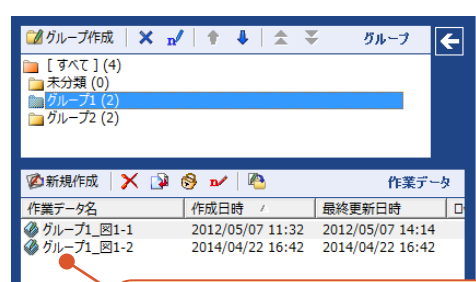 グループ作成 グループ
[ すべて ] (4)
未分類 (0)
グループ1 (2)
グループ2 (2)
新規作成 作業データ
作業データ名 作成日時 最終更新日時
グループ1_図1-1 2012/05/07 11:32 2012/05/07 14:14
グループ1_図1-2 2014/04/22 16:42 2014/04/22 16:42